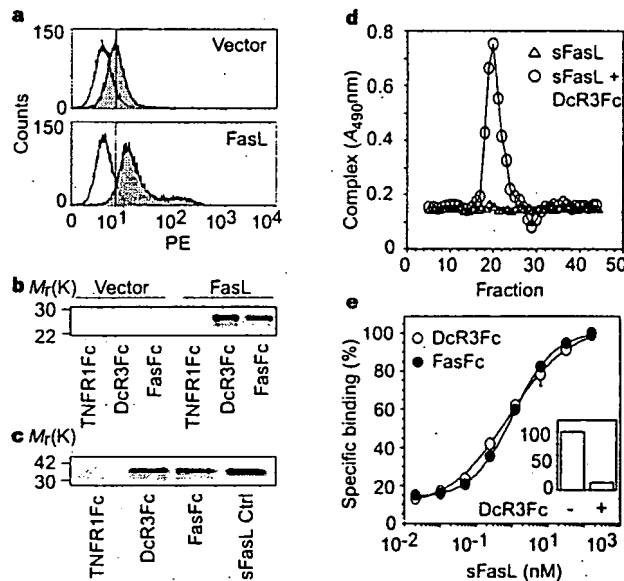 a
150
Vector
0
150
FasL
0
Counts
0 10¹ 10² 10³ 10⁴
PE
b Mr(K) Vector FasL
30
22
TNFR1Fc
DcR3Fc
FasFc
TNFR1Fc
DcR3Fc
FasFc
c Mr(K)
42
30
TNFR1Fc
DcR3Fc
FasFc
sFasL Ctrl
d
0.8
0.6
0.4
0.2
0
Complex (A490nm)
sFasL
sFasL +
DcR3Fc
0 10 20 30 40 50
Fraction
e
100
80
60
40
20
0
Specific binding (%)
DcR3Fc
FasFc
100
50
0
DcR3Fc - +
10⁻² 10⁻¹ 10¹ 10² 10³
sFasL (nM)